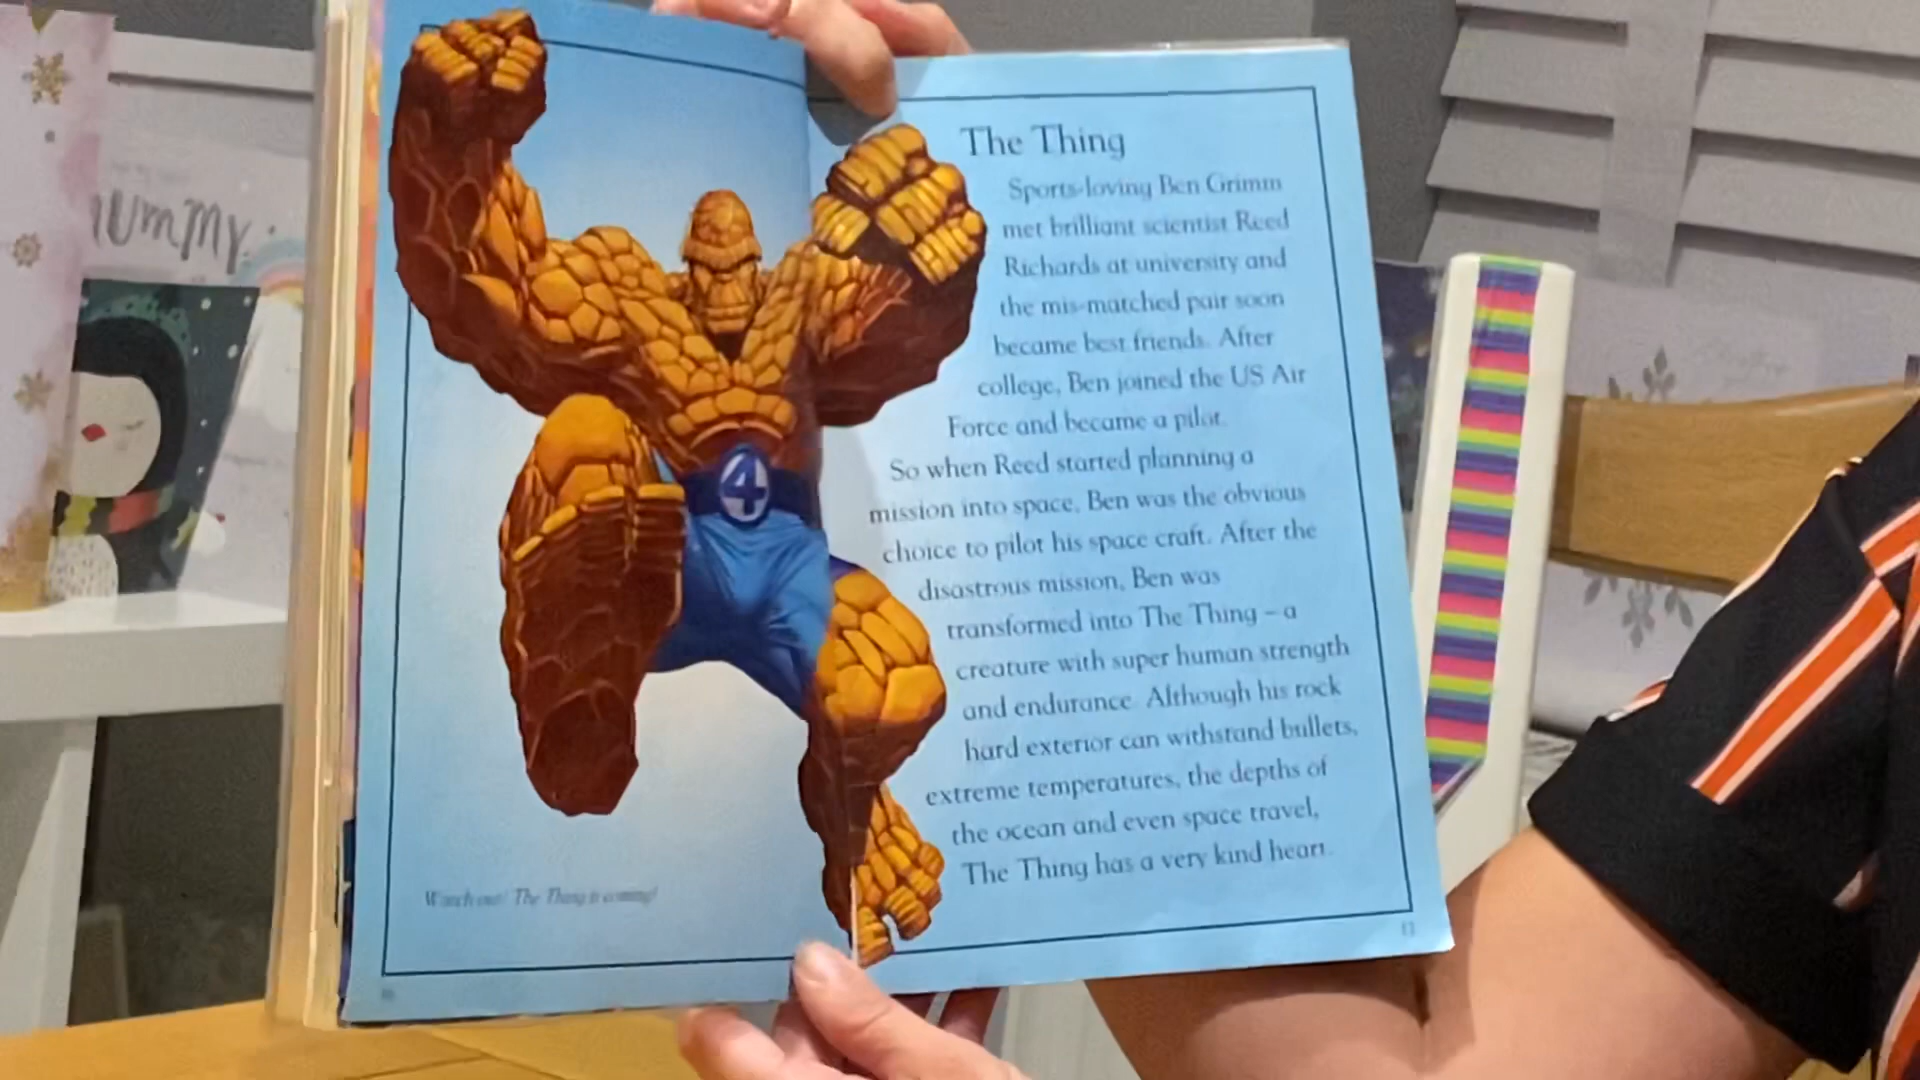 mummy
4
Watch out! The Thing is coming!
The Thing
Sports-loving Ben Grimm
met brilliant scientist Reed
Richards at university and
the mis-matched pair soon
became best friends. After
college, Ben joined the US Air
Force and became a pilot.
So when Reed started planning a
mission into space, Ben was the obvious
choice to pilot his space craft. After the
disastrous mission, Ben was
transformed into The Thing – a
creature with super human strength
and endurance. Although his rock
hard exterior can withstand bullets,
extreme temperatures, the depths of
the ocean and even space travel,
The Thing has a very kind heart.